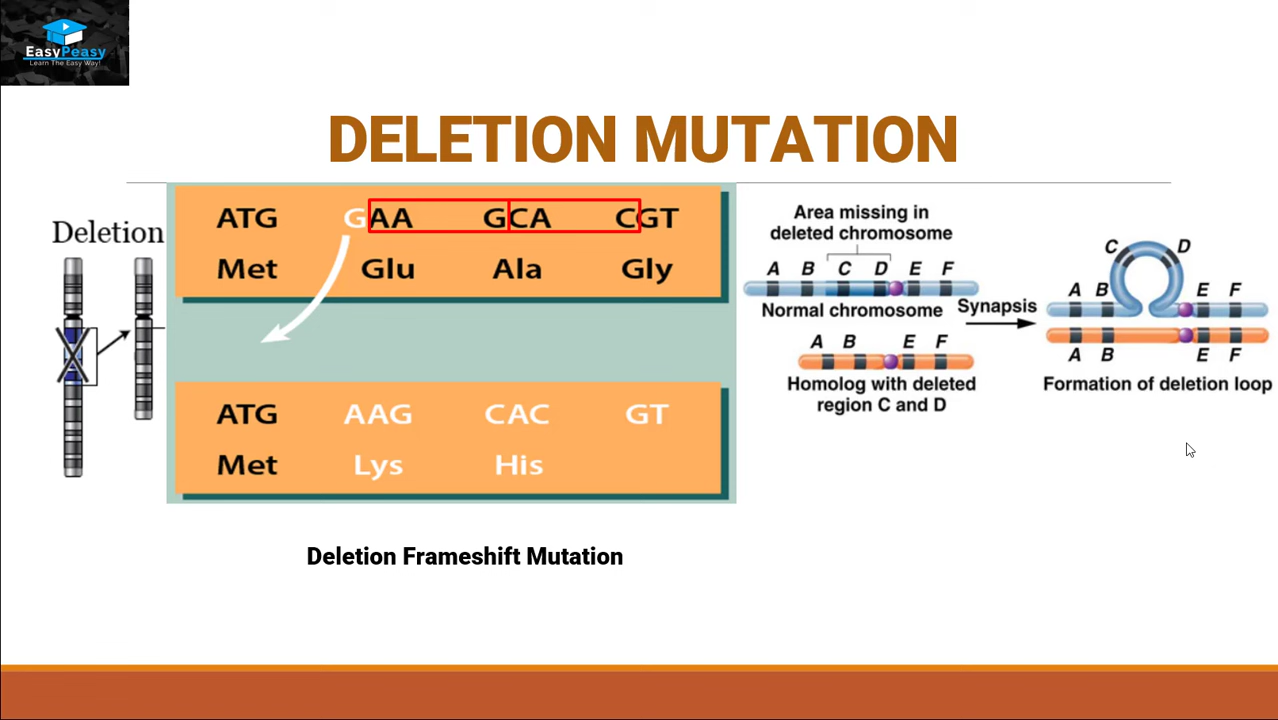 EasyPeasy
Learn The Easy Way!
DELETION MUTATION
Deletion
ATG GAA GCA CGT
Met Glu Ala Gly
ATG AAG CAC GT
Met Lys His
Deletion Frameshift Mutation
Area missing in
deleted chromosome
A B C D E F
Normal chromosome
A B E F
Homolog with deleted
region C and D
Synapsis
C D
A B E F
A B E F
Formation of deletion loop